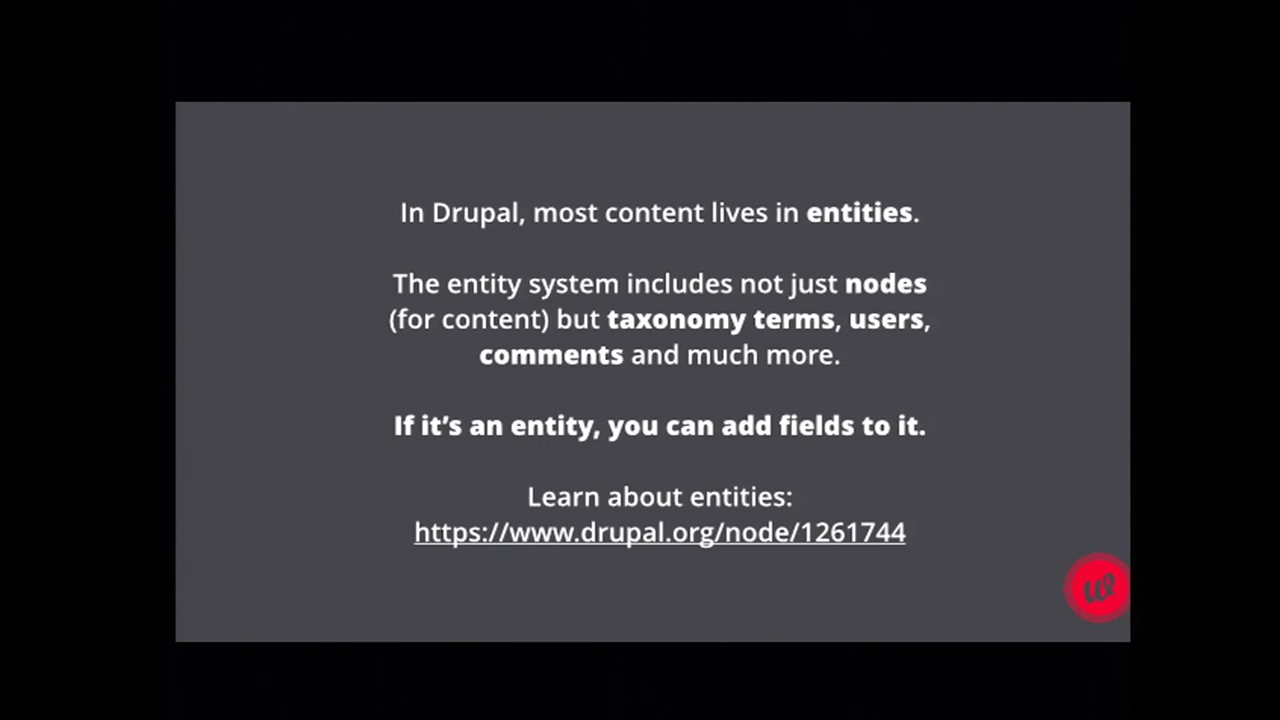 In Drupal, most content lives in entities.
The entity system includes not just nodes
(for content) but taxonomy terms, users,
comments and much more.
If it's an entity, you can add fields to it.
Learn about entities:
https://www.drupal.org/node/1261744